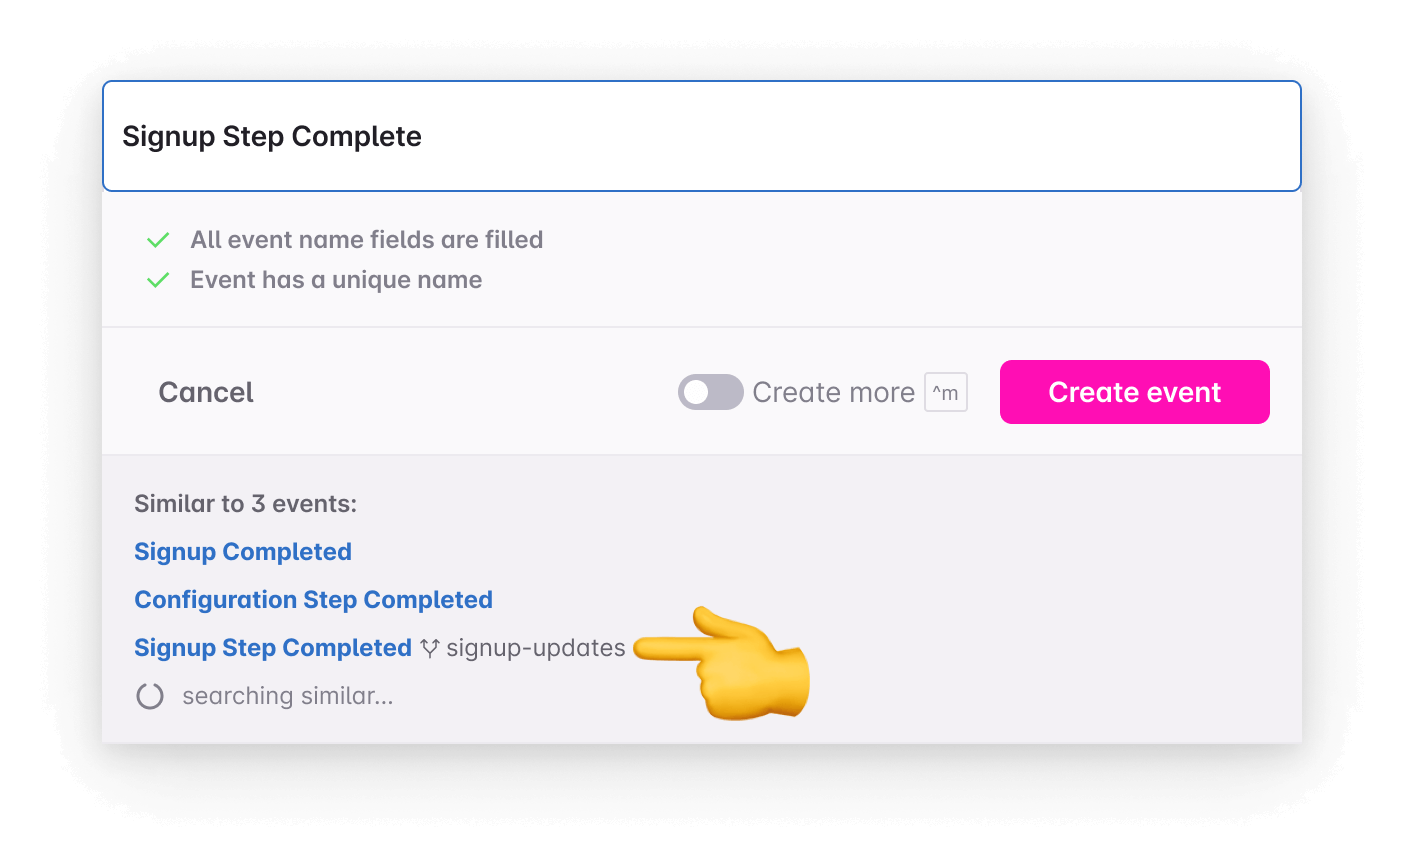 Signup Step Complete
All event name fields are filled
Event has a unique name
Cancel
Create more ^m
Create event
Similar to 3 events:
Signup Completed
Configuration Step Completed
Signup Step Completed signup-updates
searching similar...